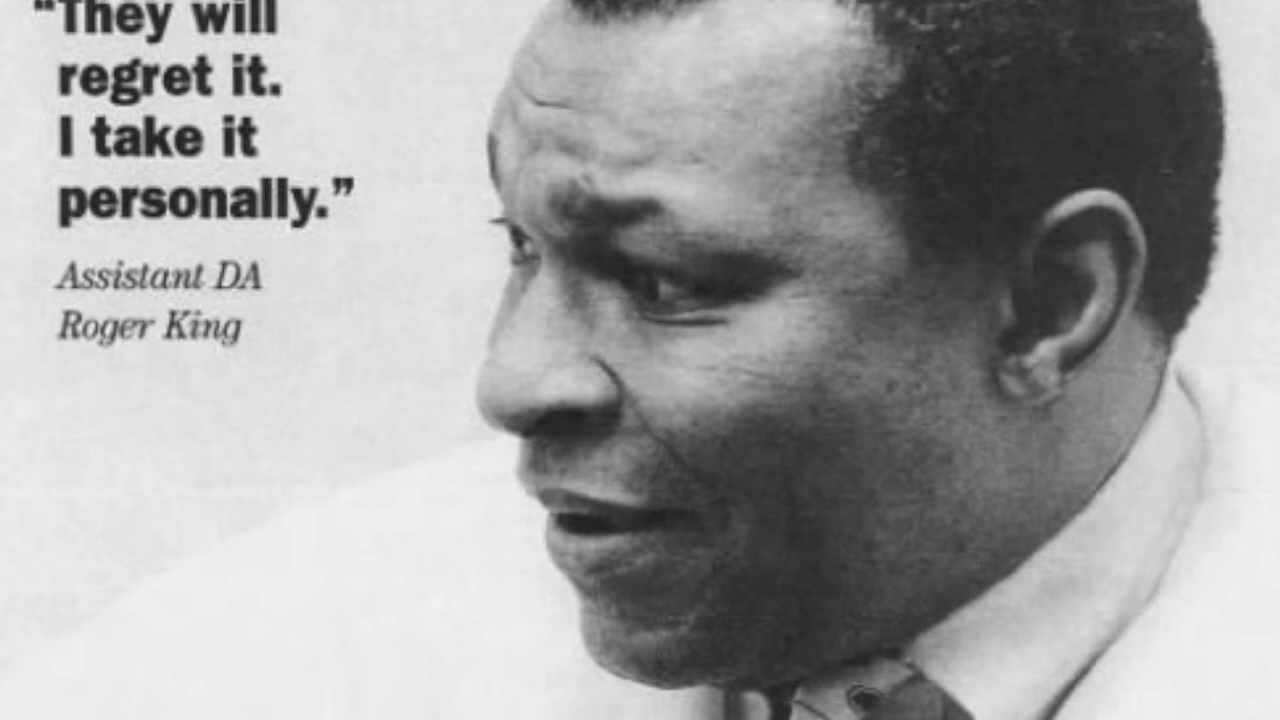 “They will
regret it.
I take it
personally.”
Assistant DA
Roger King